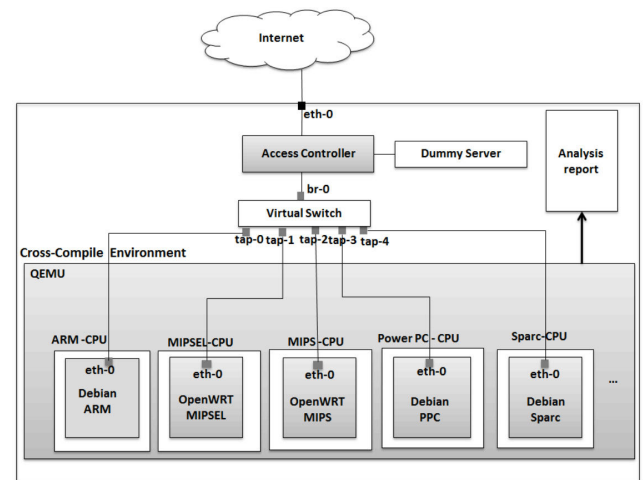 Internet
eth-0
Access Controller
Dummy Server
Analysis
report
br-0
Virtual Switch
tap-0 tap-1 tap-2 tap-3 tap-4
Cross-Compile Environment
QEMU
ARM -CPU
MIPSEL-CPU
MIPS -CPU
Power PC - CPU
Sparc-CPU
eth-0
Debian
ARM
eth-0
OpenWRT
MIPSEL
eth-0
OpenWRT
MIPS
eth-0
Debian
PPC
eth-0
Debian
Sparc
...